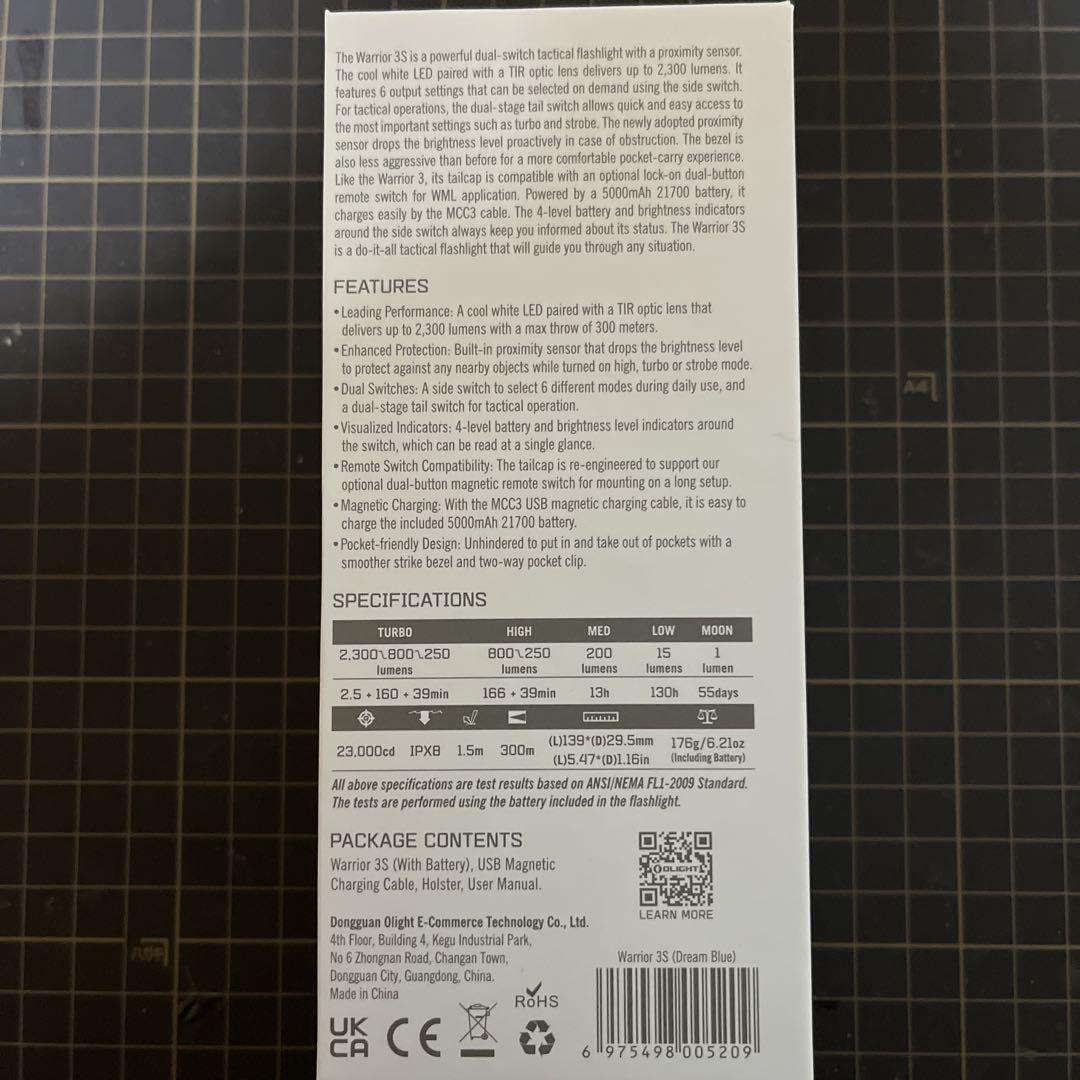 The Warrior 3S is a powerful dual-switch tactical flashlight with a proximity sensor.
The cool white LED paired with a TIR optic lens delivers up to 2,300 lumens. It
features 6 output settings that can be selected on demand using the side switch.
For tactical operations, the dual-stage tail switch allows quick and easy access to
the most important settings such as turbo and strobe. The newly adopted proximity
sensor drops the brightness level proactively in case of obstruction. The bezel is
also less aggressive than before for a more comfortable pocket-carry experience.
Like the Warrior 3, its tailcap is compatible with an optional lock-on dual-button
remote switch for WML application. Powered by a 5000mAh 21700 battery, it
charges easily by the MCC3 cable. The 4-level battery and brightness indicators
around the side switch always keep you informed about its status. The Warrior 3S
is a do-it-all tactical flashlight that will guide you through any situation.
FEATURES
•Leading Performance: A cool white LED paired with a TIR optic lens that
delivers up to 2,300 lumens with a max throw of 300 meters.
•Enhanced Protection: Built-in proximity sensor that drops the brightness level
to protect against any nearby objects while turned on high, turbo or strobe mode.
•Dual Switches: A side switch to select 6 different modes during daily use, and
a dual-stage tail switch for tactical operation.
•Visualized Indicators: 4-level battery and brightness level indicators around
the switch, which can be read at a single glance.
•Remote Switch Compatibility: The tailcap is re-engineered to support our
optional dual-button magnetic remote switch for mounting on a long setup.
•Magnetic Charging: With the MCC3 USB magnetic charging cable, it is easy to
charge the included 5000mAh 21700 battery.
•Pocket-friendly Design: Unhindered to put in and take out of pockets with a
smoother strike bezel and two-way pocket clip.
SPECIFICATIONS
TURBO HIGH MED LOW MOON
2,300↘800↘250 800↘250 200 15 1
lumens lumens lumens lumens lumen
2.5 + 160 + 39min 166 + 39min 13h 130h 55days
23,000cd IPX8 1.5m 300m (L)139*(D)29.5mm 176g/6.21oz
(L)5.47*(D)1.16in (Including Battery)
All above specifications are test results based on ANSI/NEMA FL1-2009 Standard.
The tests are performed using the battery included in the flashlight.
PACKAGE CONTENTS
Warrior 3S (With Battery), USB Magnetic
Charging Cable, Holster, User Manual.
OLIGHT
LEARN MORE
Dongguan Olight E-Commerce Technology Co., Ltd.
4th Floor, Building 4, Kegu Industrial Park,
No 6 Zhongnan Road, Changan Town,
Dongguan City, Guangdong, China.
Made in China
Warrior 3S (Dream Blue)
RoHS
UK
CA
CE
6 975498 005209
A4